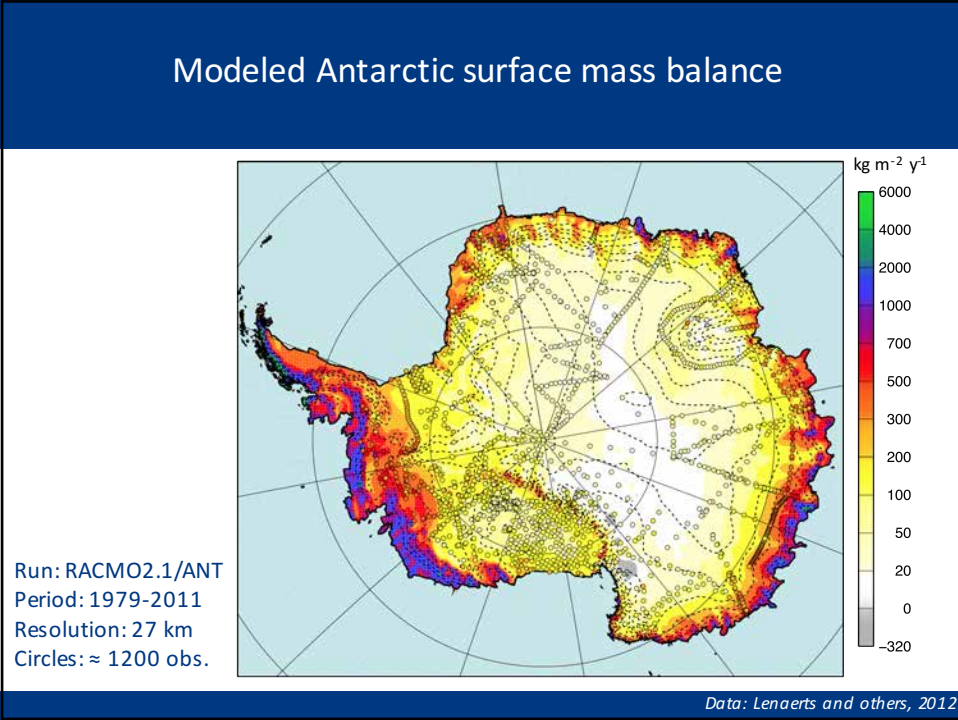 Modeled Antarctic surface mass balance
kg m-2 y-1
6000
4000
2000
1000
700
500
300
200
100
50
20
0
−320
Run: RACMO2.1/ANT
Period: 1979-2011
Resolution: 27 km
Circles: ≈ 1200 obs.
Data: Lenaerts and others, 2012